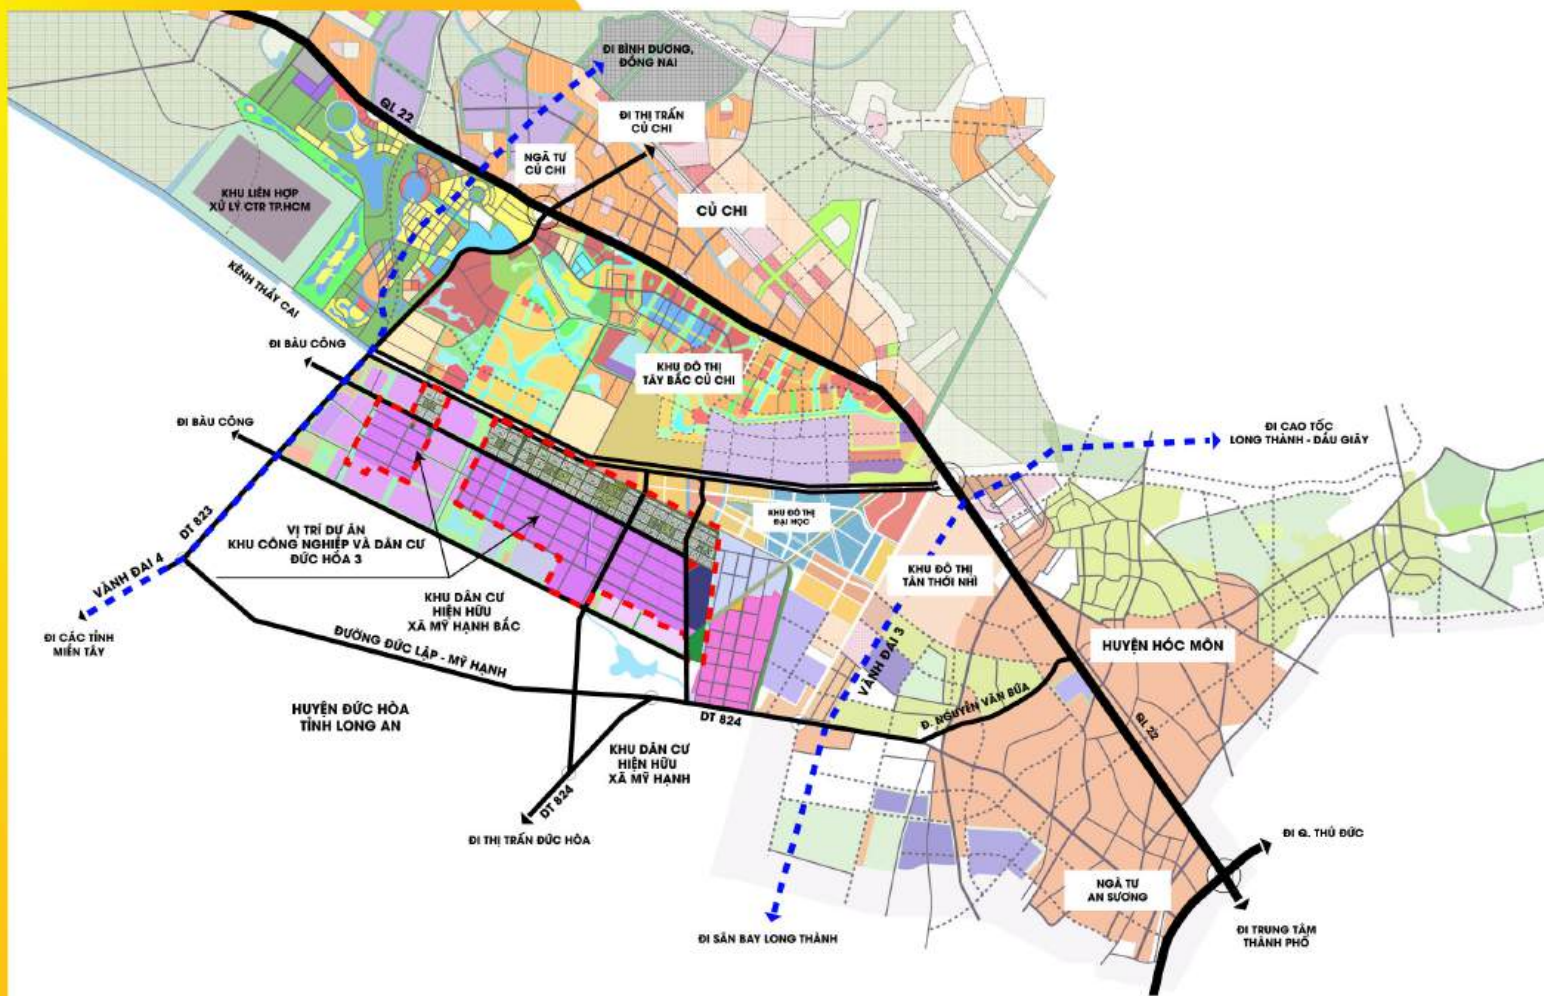 ĐI BÌNH DƯƠNG,
ĐỒNG NAI
QL 22
ĐI THỊ TRẤN
CỦ CHI
NGÃ TƯ
CỦ CHI
KHU LIÊN HỢP
XỬ LÝ CTR TP.HCM
CỦ CHI
KÊNH THẦY CAI
ĐI BÀU CÔNG
KHU ĐÔ THỊ
TÂY BẮC CỦ CHI
ĐI BÀU CÔNG
ĐI CAO TỐC
LONG THÀNH - DẦU GIÂY
KHU ĐÔ THỊ
ĐẠI HỌC
DT 823
VỊ TRÍ DỰ ÁN
KHU CÔNG NGHIỆP VÀ DÂN CƯ
ĐỨC HÒA 3
KHU ĐÔ THỊ
TÂN THỚI NHÌ
VÀNH ĐAI 4
KHU DÂN CƯ
HIỆN HỮU
XÃ MỸ HẠNH BẮC
ĐI CÁC TỈNH
MIỀN TÂY
ĐƯỜNG ĐỨC LẬP - MỸ HẠNH
VÀNH ĐAI 3
HUYỆN HÓC MÔN
Đ. NGUYỄN VĂN BỨA
HUYỆN ĐỨC HÒA
TỈNH LONG AN
DT 824
QL 22
KHU DÂN CƯ
HIỆN HỮU
XÃ MỸ HẠNH
DT 824
ĐI THỊ TRẤN ĐỨC HÒA
ĐI Q. THỦ ĐỨC
NGÃ TƯ
AN SƯƠNG
ĐI SÂN BAY LONG THÀNH
ĐI TRUNG TÂM
THÀNH PHỐ